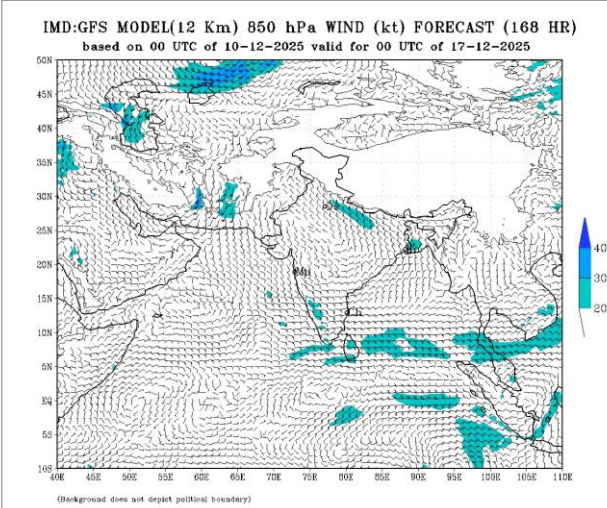 IMD:GFS MODEL(12 Km) 850 hPa WIND (kt) FORECAST (168 HR)
based on 00 UTC of 10-12-2025 valid for 00 UTC of 17-12-2025
50N
45N
40N
35N
30N
25N
20N
15N
10N
5N
EQ
5S
10S
40E 45E 50E 55E 60E 65E 70E 75E 80E 85E 90E 95E 100E 105E 110E
Mu
Ch
40
30
20
(Background does not depict political boundary)